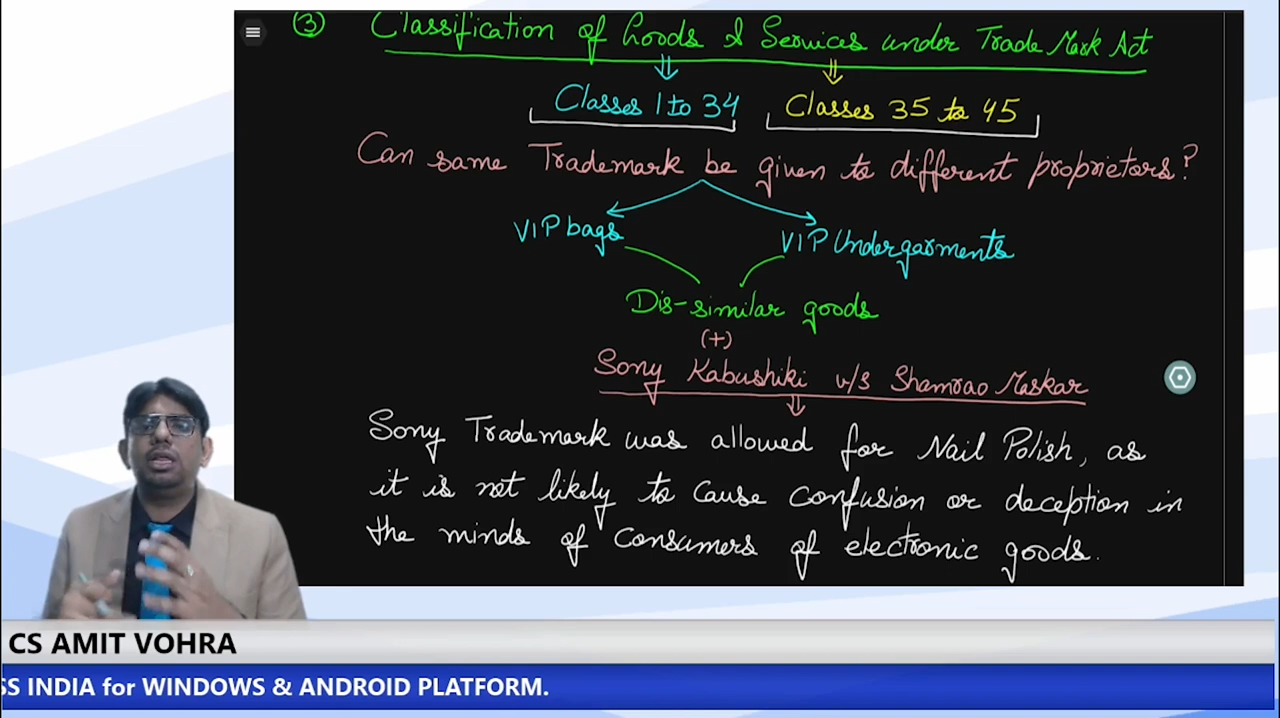 ③ Classification of Goods & Services under Trade Mark Act
Classes 1 to 34 Classes 35 to 45
Can same Trademark be given to different proprietors?
VIP bags VIP Undergarments
Dis-similar goods
(+)
Sony Kabushiki v/s Shamrao Maskar
Sony Trademark was allowed for Nail Polish, as
it is not likely to cause confusion or deception in
the minds of consumers of electronic goods.
CS AMIT VOHRA
SS INDIA for WINDOWS & ANDROID PLATFORM.